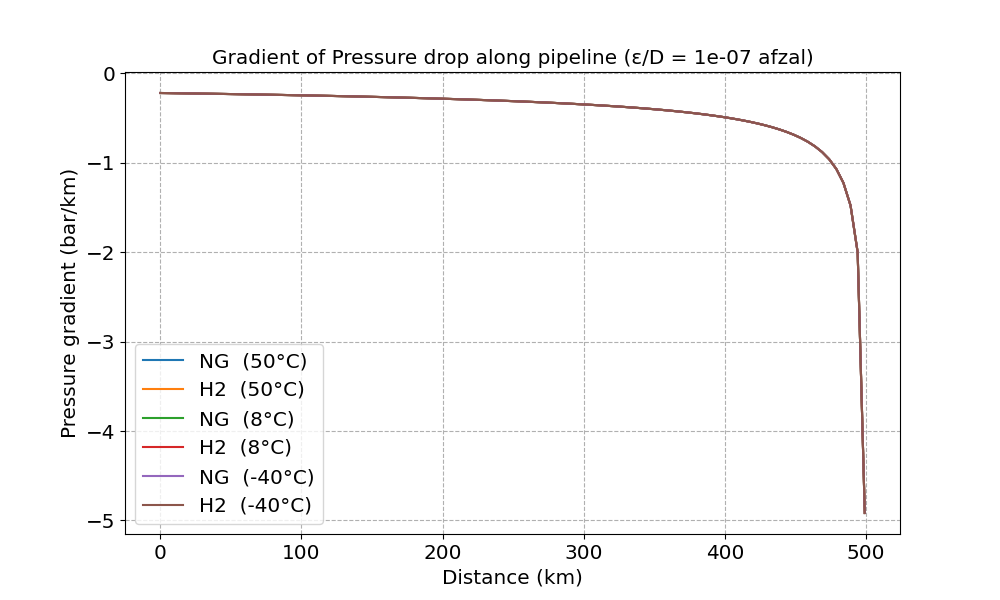 Gradient of Pressure drop along pipeline (ε/D = 1e-07 afzal)
0
−1
−2
−3
−4
−5
Pressure gradient (bar/km)
NG  (50°C)
H2  (50°C)
NG  (8°C)
H2  (8°C)
NG  (-40°C)
H2  (-40°C)
0 100 200 300 400 500
Distance (km)